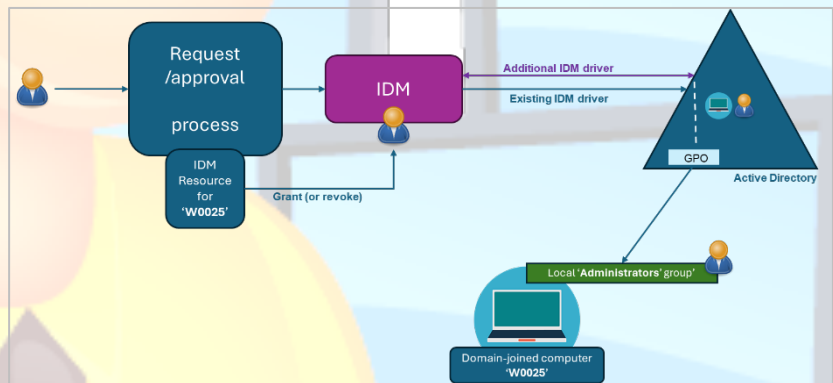 Request
/approval
process
IDM
Resource
for
'W0025'
Grant (or revoke)
IDM
Additional IDM driver
Existing IDM driver
GPO
Active Directory
Local 'Administrators' group'
Domain-joined computer
'W0025'